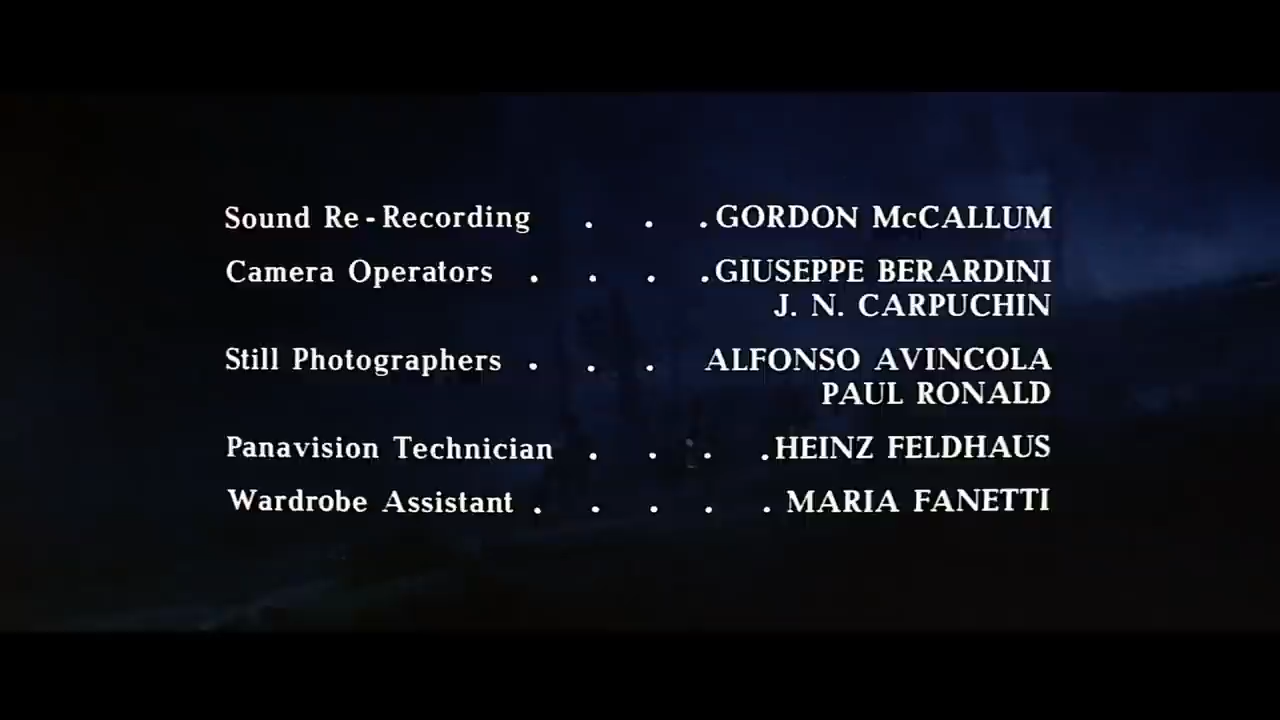 Sound Re-Recording . . . GORDON McCALLUM
Camera Operators . . . . GIUSEPPE BERARDINI
J. N. CARPUCHIN
Still Photographers . . . ALFONSO AVINCOLA
PAUL RONALD
Panavision Technician . . . . HEINZ FELDHAUS
Wardrobe Assistant . . . . . MARIA FANETTI